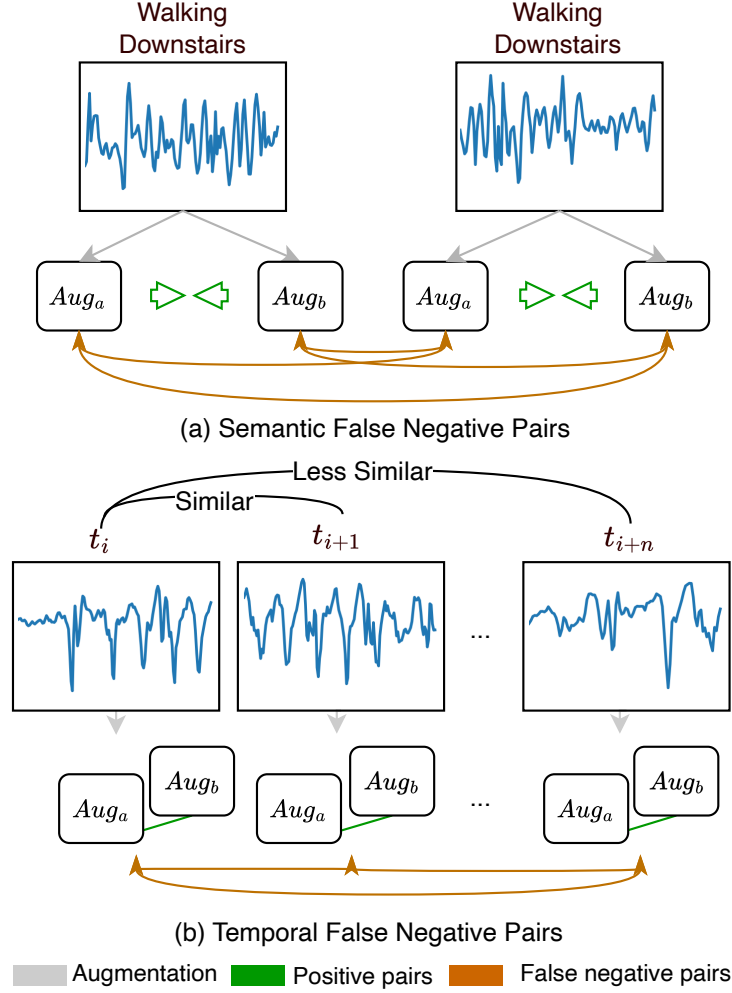 Walking
Downstairs
Walking
Downstairs
Aug_a
Aug_b
Aug_a
Aug_b
(a) Semantic False Negative Pairs
Less Similar
Similar
t_i
t_{i+1}
t_{i+n}
...
Aug_a
Aug_b
Aug_a
Aug_b
...
Aug_a
Aug_b
(b) Temporal False Negative Pairs
Augmentation
Positive pairs
False negative pairs